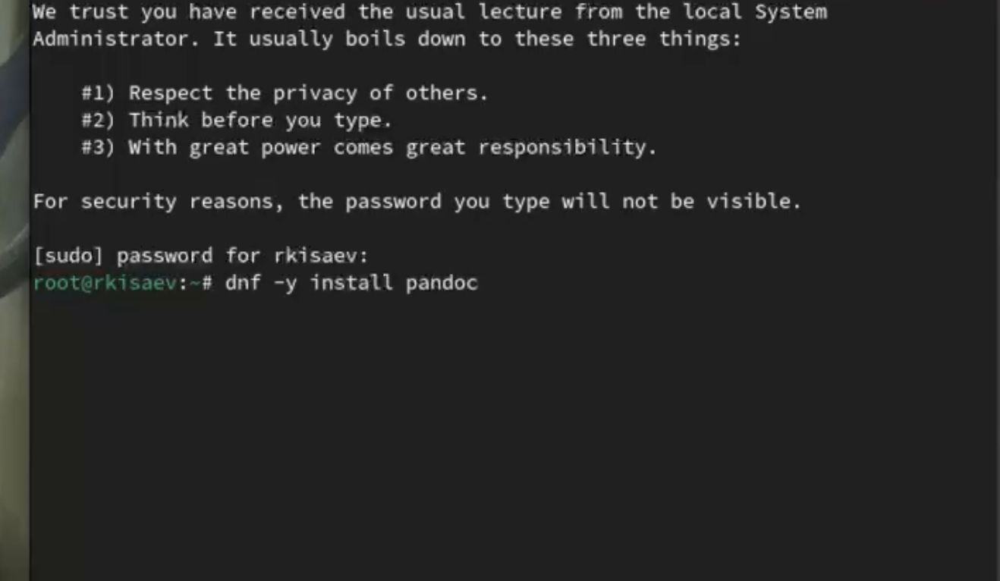 We trust you have received the usual lecture from the local System
Administrator. It usually boils down to these three things:
#1) Respect the privacy of others.
#2) Think before you type.
#3) With great power comes great responsibility.
For security reasons, the password you type will not be visible.
[sudo] password for rkisaev:
root@rkisaev:~# dnf -y install pandoc